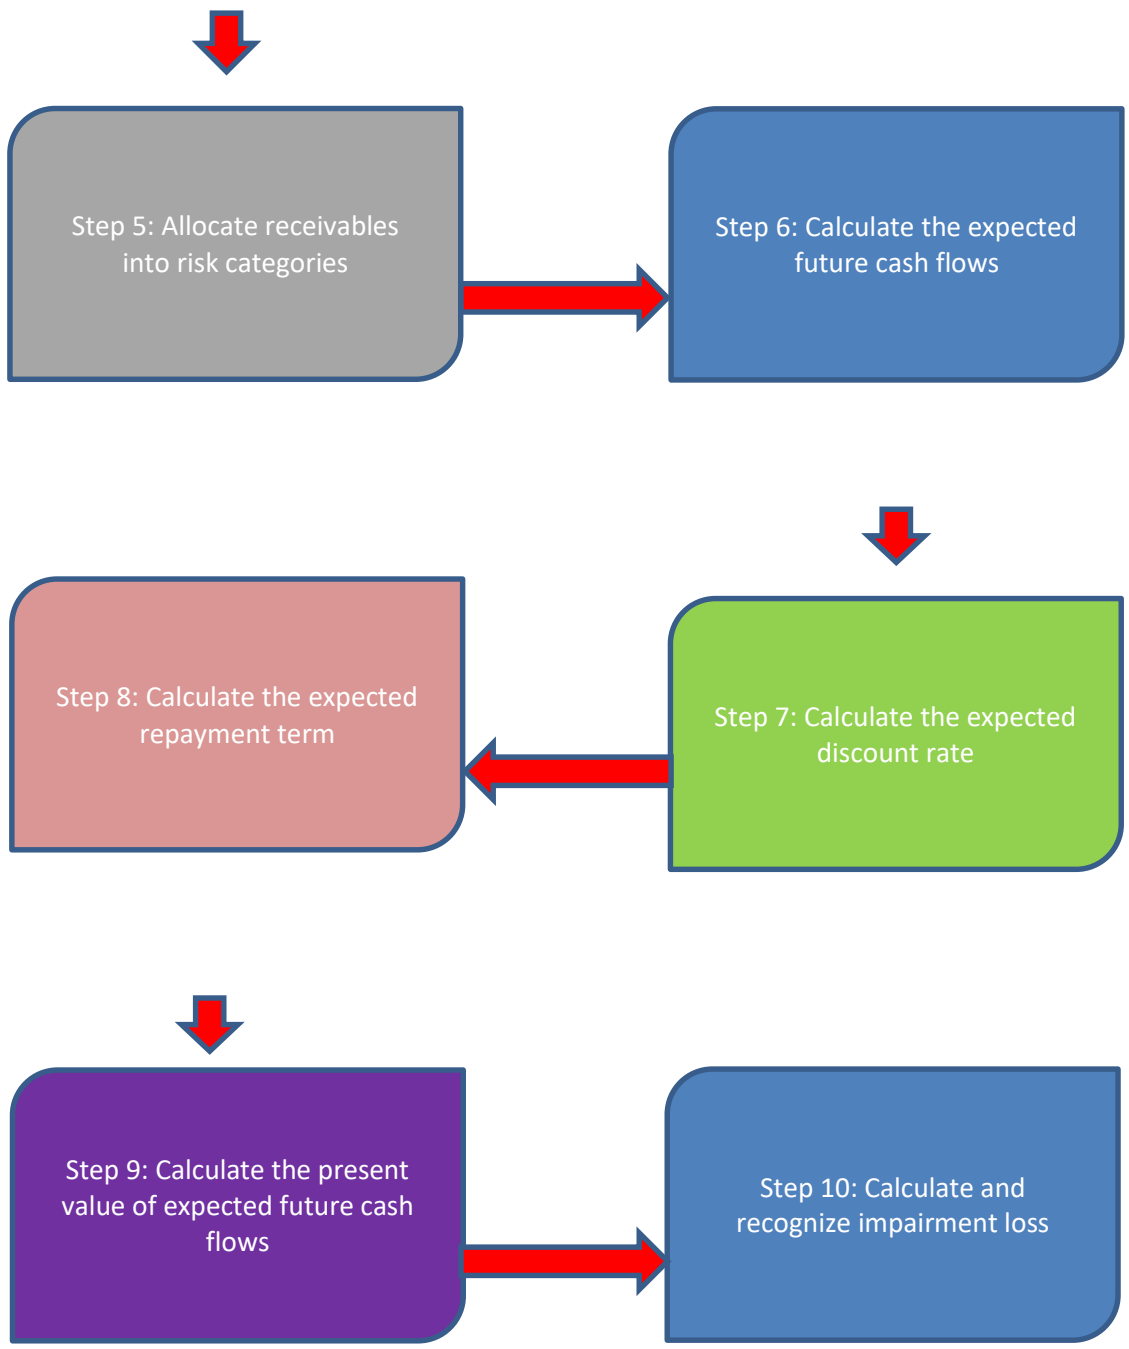 Step 5: Allocate receivables
into risk categories
Step 6: Calculate the expected
future cash flows
Step 8: Calculate the expected
repayment term
Step 7: Calculate the expected
discount rate
Step 9: Calculate the present
value of expected future cash
flows
Step 10: Calculate and
recognize impairment loss